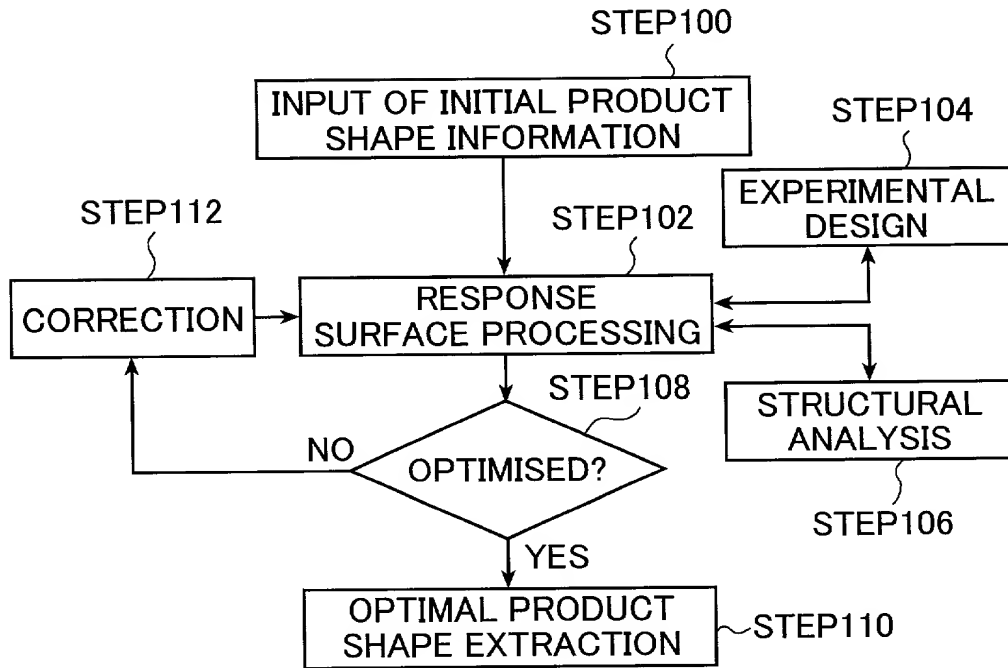 STEP100
INPUT OF INITIAL PRODUCT
SHAPE INFORMATION
STEP104
EXPERIMENTAL
DESIGN
STEP112
STEP102
CORRECTION
RESPONSE
SURFACE PROCESSING
STEP108
STRUCTURAL
ANALYSIS
NO
OPTIMISED?
STEP106
YES
OPTIMAL PRODUCT
SHAPE EXTRACTION
STEP110